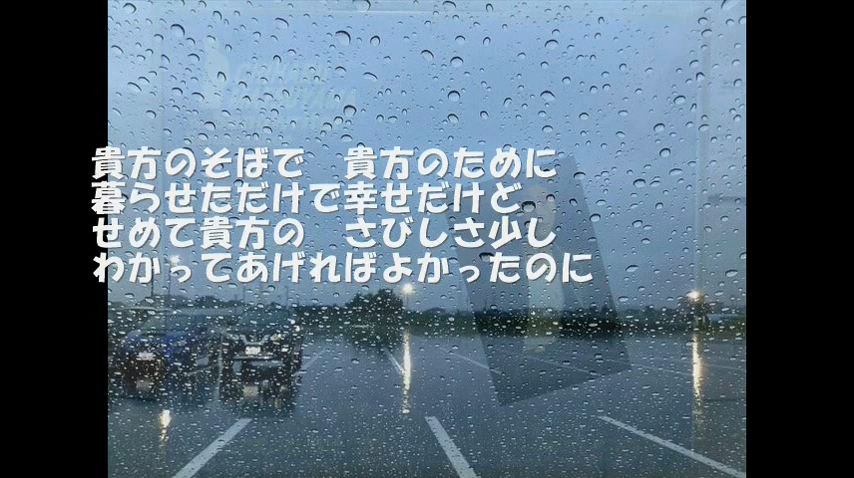 貴方のそばで　貴方のために
暮らせただけで幸せだけど
せめて貴方の　さびしさ少し
わかってあげればよかったのに